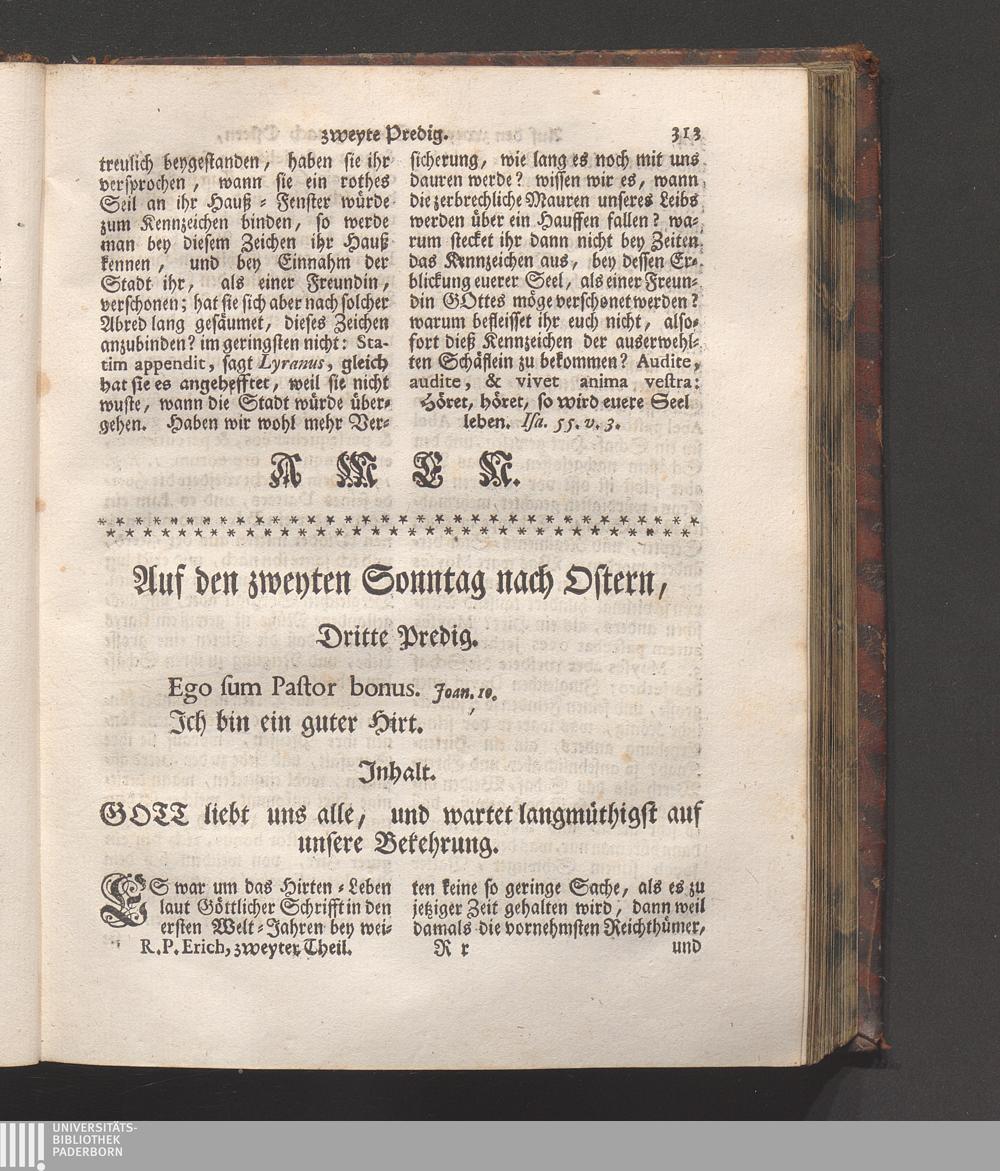 zweyte Predig. 313
treulich beygestanden, haben sie ihr
versprochen, wann sie ein rothes
Seil an ihr Hauß-Fenster würde
zum Kennzeichen binden, so werde
man bey diesem Zeichen ihr Hauß
kennen, und bey Einnahm der
Stadt ihr, als einer Freundin,
verschonen; hat sie sich aber nach solcher
Abred lang gesäumet, dieses Zeichen
anzubinden? im geringsten nicht: Sta-
tim appendit, sagt Lyranus, gleich
hat sie es angehefftet, weil sie nicht
wuste, wann die Stadt würde über-
gehen. Haben wir wohl mehr Ver-
sicherung, wie lang es noch mit uns
dauren werde? wissen wir es, wann
die zerbrechliche Mauren unseres Leibs
werden über ein Hauffen fallen? wa-
rum stecket ihr dann nicht bey Zeiten
das Kennzeichen aus, bey dessen Er-
blickung euerer Seel, als einer Freun-
din GOttes möge verschonet werden?
warum befleisset ihr euch nicht, also-
fort dieß Kennzeichen der auserwehl-
ten Schäflein zu bekommen? Audite,
audite, & vivet anima vestra:
Höret, höret, so wird euere Seel
leben. Isa. 55. v. 3.
A M E N.
Auf den zweyten Sonntag nach Ostern,
Dritte Predig.
Ego sum Pastor bonus. Joan. 10.
Ich bin ein guter Hirt.
Inhalt.
GOTT liebt uns alle, und wartet langmüthigst auf
unsere Bekehrung.
ES war um das Hirten-Leben
laut Göttlicher Schrifft in den
ersten Welt-Jahren bey wei-
ten keine so geringe Sache, als es zu
jetziger Zeit gehalten wird, dann weil
damals die vornehmsten Reichthümer,
R. P. Erich, zweyter Theil. R r und
UNIVERSITÄTS-
BIBLIOTHEK
PADERBORN